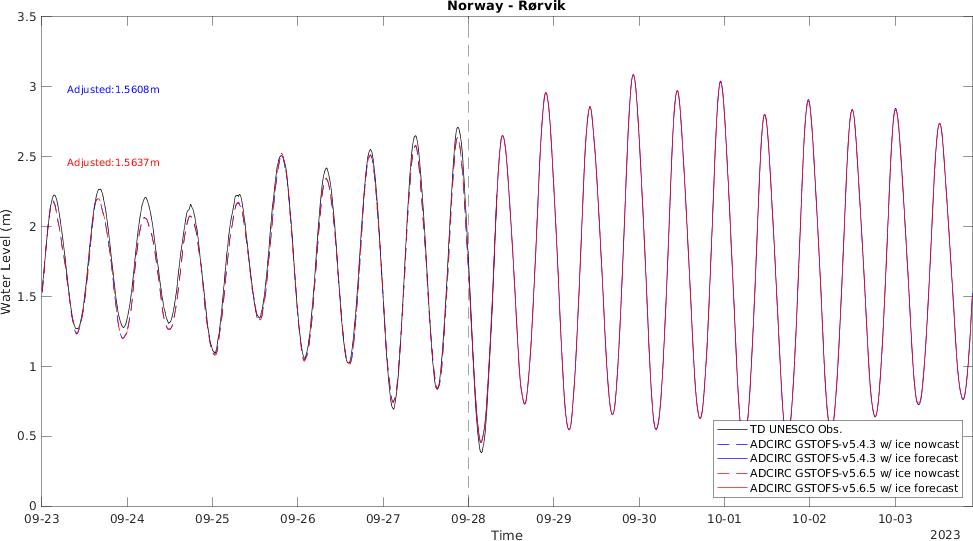 Norway - Rørvik
3.5
3
2.5
2
1.5
1
0.5
0
Water Level (m)
Adjusted:1.5608m
Adjusted:1.5637m
TD UNESCO Obs.
ADCIRC GSTOFS-v5.4.3 w/ ice nowcast
ADCIRC GSTOFS-v5.4.3 w/ ice forecast
ADCIRC GSTOFS-v5.6.5 w/ ice nowcast
ADCIRC GSTOFS-v5.6.5 w/ ice forecast
09-23 09-24 09-25 09-26 09-27 09-28 09-29 09-30 10-01 10-02 10-03
Time
2023